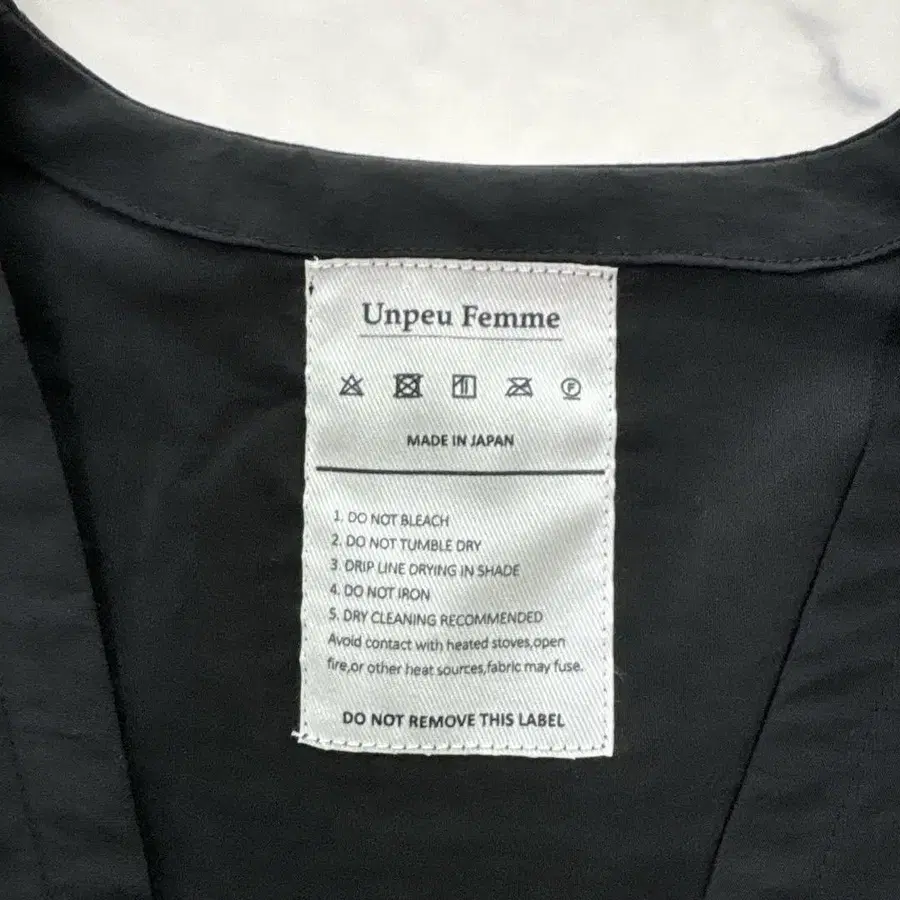 Unpeu Femme
F
MADE IN JAPAN
1. DO NOT BLEACH
2. DO NOT TUMBLE DRY
3. DRIP LINE DRYING IN SHADE
4. DO NOT IRON
5. DRY CLEANING RECOMMENDED
Avoid contact with heated stoves,open
fire,or other heat sources,fabric may fuse.
DO NOT REMOVE THIS LABEL